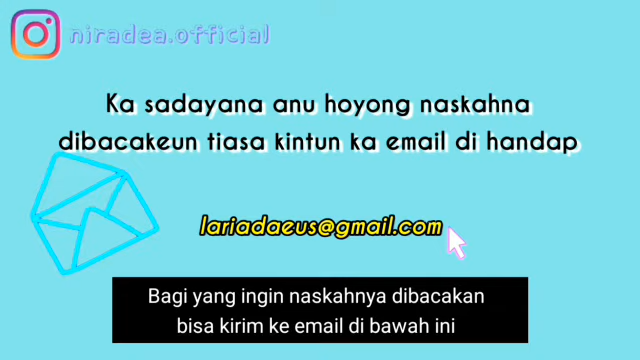 niradea.official
Ka sadayana anu hoyong naskahna
dibacakeun tiasa kintun ka email di handap
lariadaeus@gmail.com
Bagi yang ingin naskahnya dibacakan
bisa kirim ke email di bawah ini